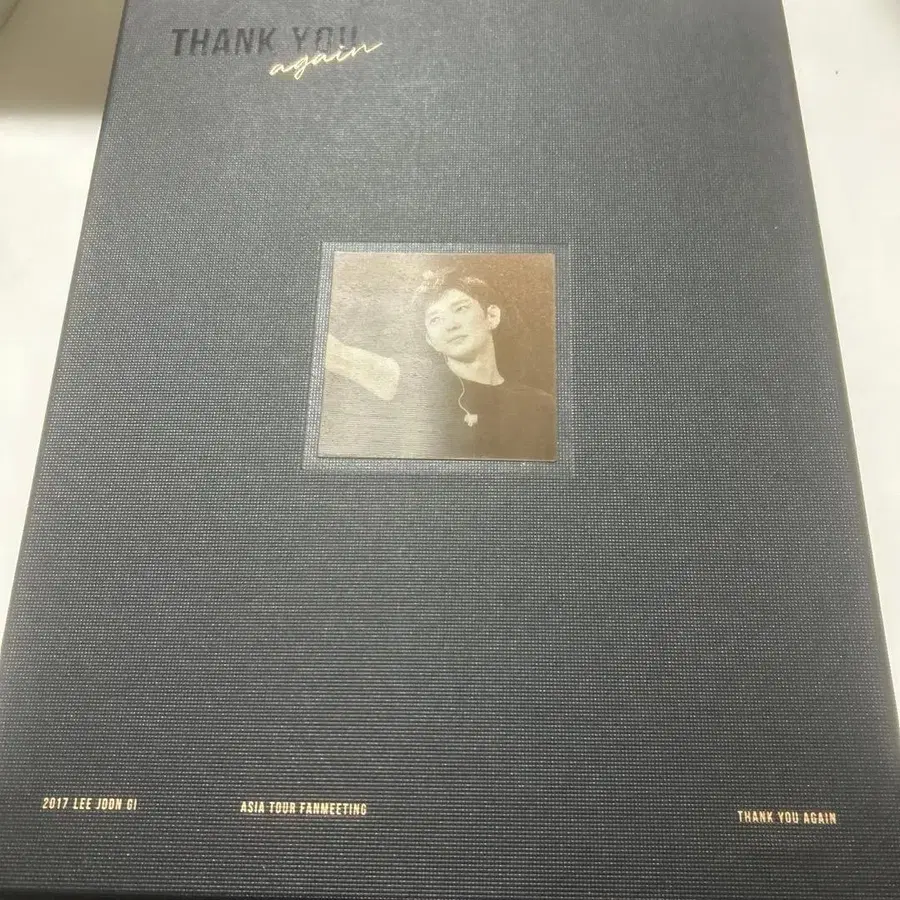 THANK YOU
again
2017 LEE JOON GI
ASIA TOUR FANMEETING
THANK YOU AGAIN